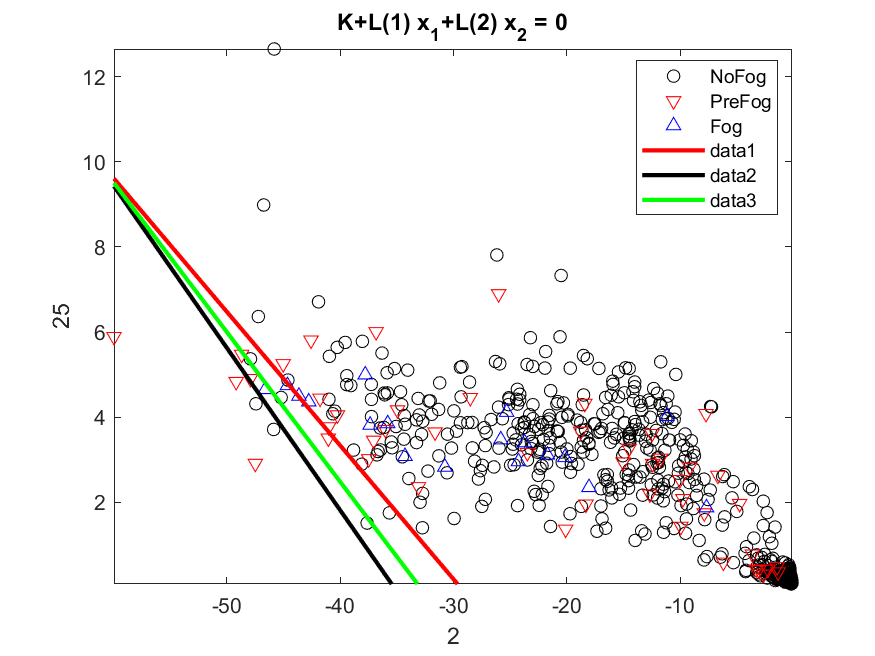 K+L(1) x1+L(2) x2 = 0
12
10
8
6
4
2
25
-50
-40
-30
-20
-10
2
NoFog
PreFog
Fog
data1
data2
data3